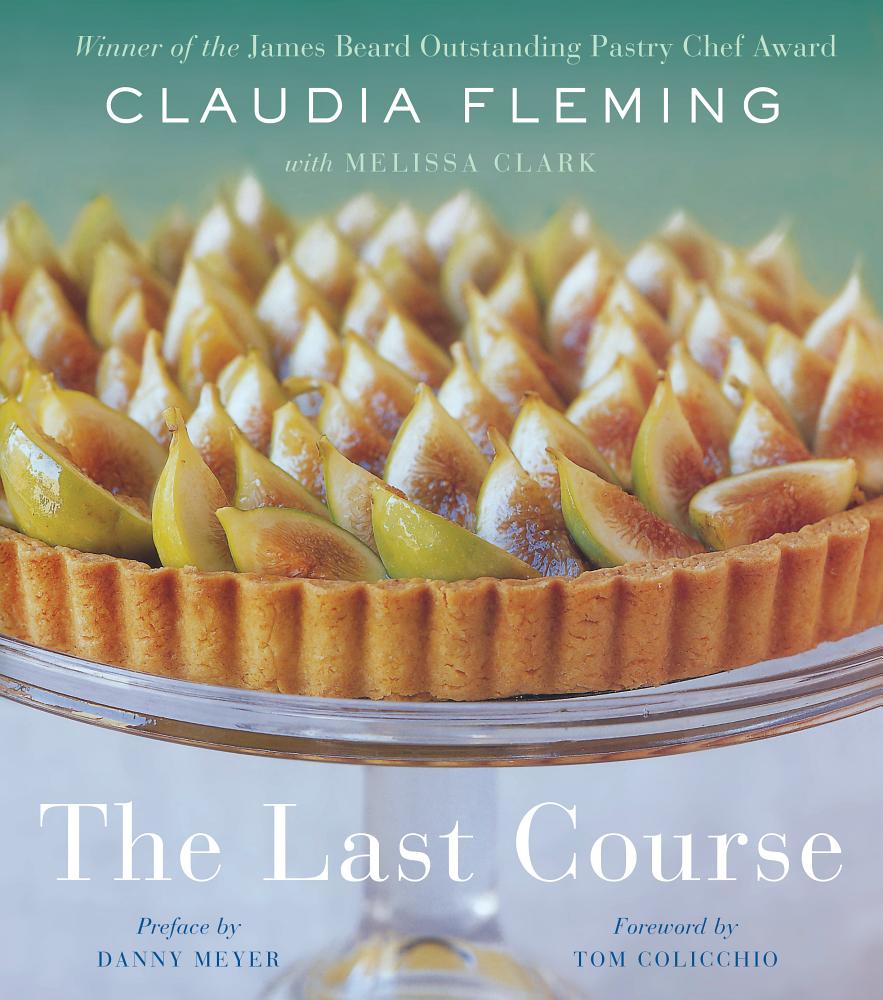 Winner of the James Beard Outstanding Pastry Chef Award
CLAUDIA FLEMING
with MELISSA CLARK
The Last Course
Preface by
DANNY MEYER
Foreword by
TOM COLICCHIO